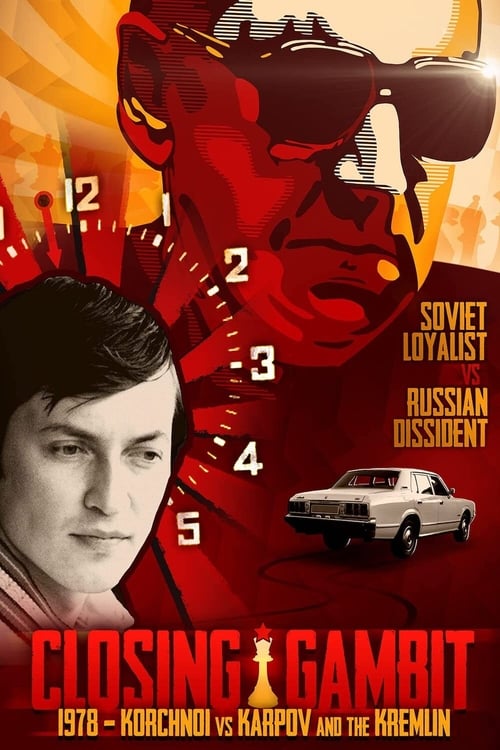 1
12
1
2
3
4
5
SOVIET
LOYALIST
VS
RUSSIAN
DISSIDENT
CLOSING GAMBIT
1978 – KORCHNOI VS KARPOV AND THE KREMLIN